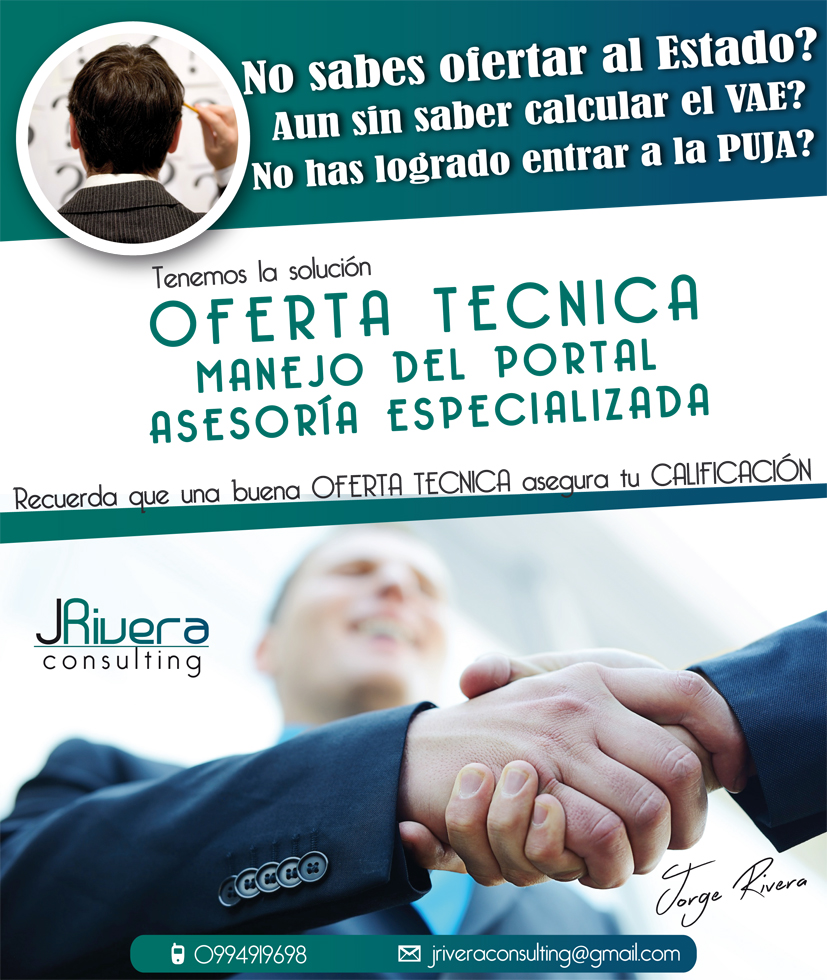 No sabes ofertar al Estado?
Aun sin saber calcular el VAE?
No has logrado entrar a la PUJA?
Tenemos la solución
OFERTA TECNICA
MANEJO DEL PORTAL
ASESORÍA ESPECIALIZADA
Recuerda que una buena OFERTA TECNICA asegura tu CALIFICACIÓN
JRivera
consulting
Jorge Rivera
0994919698
jriveraconsulting@gmail.com